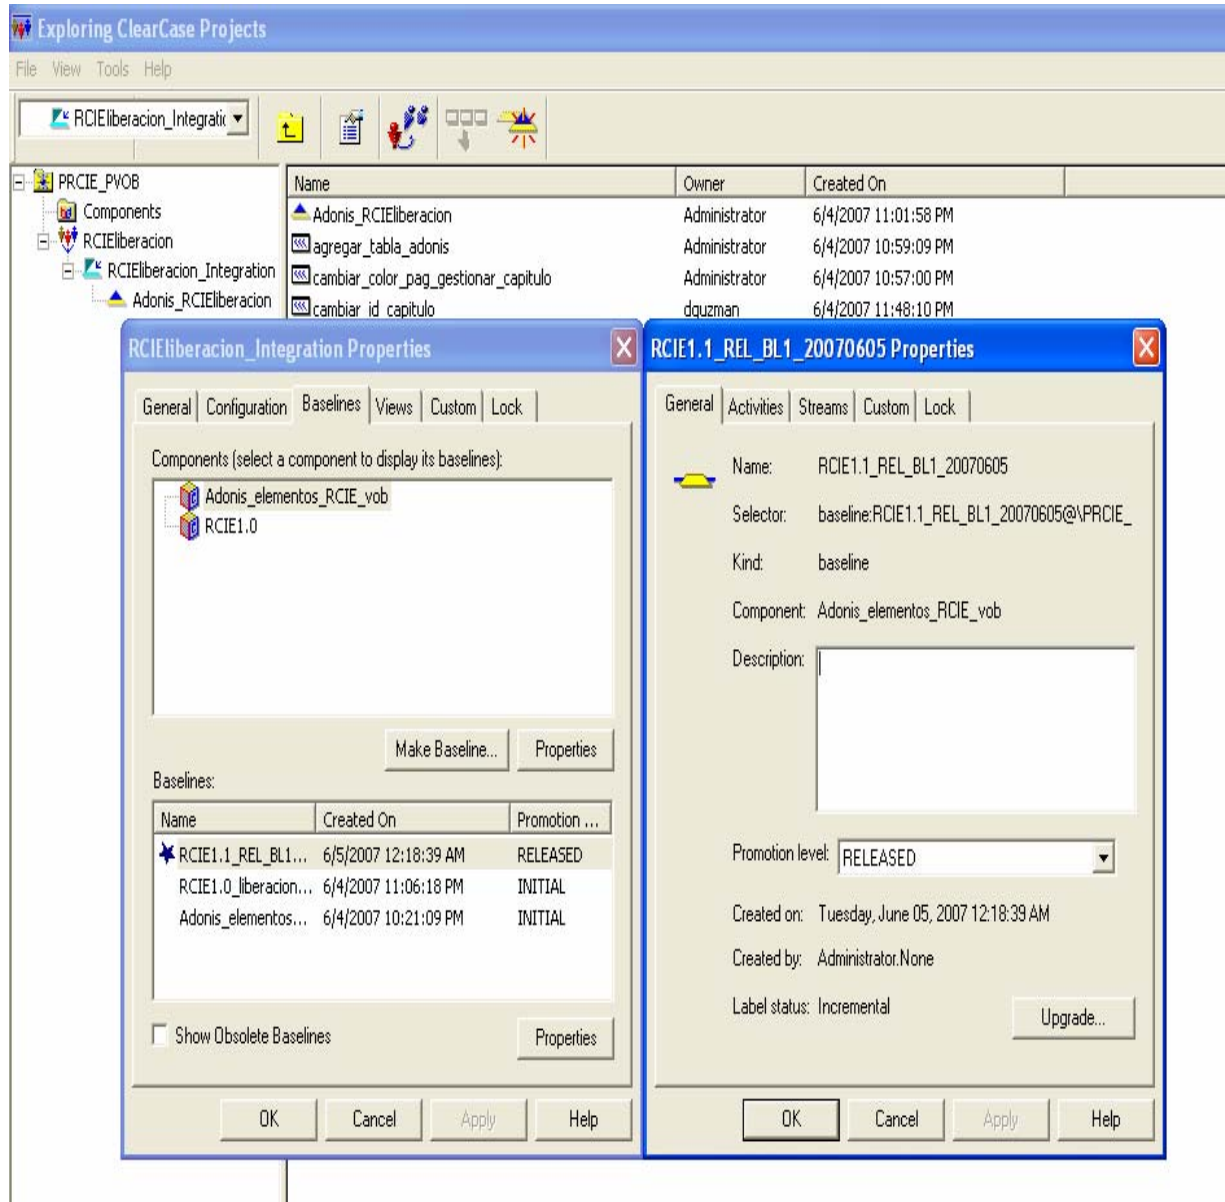 Exploring ClearCase Projects
File View Tools Help
RCIEliberacion_Integratic
PRCIE_PVOB
Components
RCIEliberacion
RCIEliberacion_Integration
Adonis_RCIEliberacion
Name Owner Created On
Adonis_RCIEliberacion Administrator 6/4/2007 11:01:58 PM
agregar_tabla_adonis Administrator 6/4/2007 10:59:09 PM
cambiar_color_pag_gestionar_capitulo Administrator 6/4/2007 10:57:00 PM
cambiar_id_capitulo dguzman 6/4/2007 11:48:10 PM
RCIEliberacion_Integration Properties
General Configuration Baselines Views Custom Lock
Components (select a component to display its baselines):
Adonis_elementos_RCIE_vob
RCIE1.0
Make Baseline... Properties
Baselines:
Name Created On Promotion ...
RCIE1.1_REL_BL1... 6/5/2007 12:18:39 AM RELEASED
RCIE1.0_liberacion... 6/4/2007 11:06:18 PM INITIAL
Adonis_elementos... 6/4/2007 10:21:09 PM INITIAL
Show Obsolete Baselines Properties
OK Cancel Apply Help
RCIE1.1_REL_BL1_20070605 Properties
General Activities Streams Custom Lock
Name: RCIE1.1_REL_BL1_20070605
Selector: baseline:RCIE1.1_REL_BL1_20070605@\PRCIE_
Kind: baseline
Component: Adonis_elementos_RCIE_vob
Description:
Promotion level: RELEASED
Created on: Tuesday, June 05, 2007 12:18:39 AM
Created by: Administrator.None
Label status: Incremental
Upgrade...
OK Cancel Apply Help